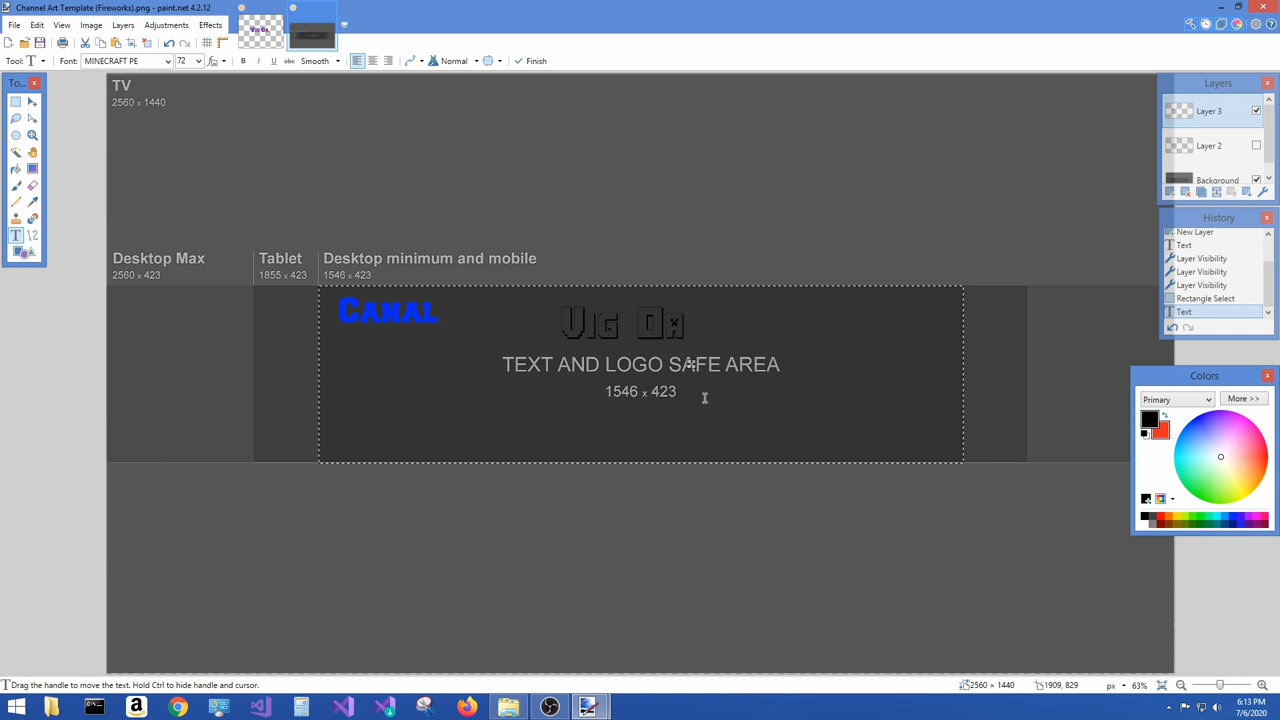 Channel Art Template (Fireworks).png - paint.net 4.2.12
File Edit View Image Layers Adjustments Effects
Tool: T Font: MINECRAFT PE 72 B I U abc Smooth Normal Finish
To...
TV
2560 x 1440
Desktop Max
2560 x 423
Tablet
1855 x 423
Desktop minimum and mobile
1546 x 423
Canal
Vig Da
TEXT AND LOGO SAFE AREA
1546 x 423
Layers
Layer 3
Layer 2
Background
History
New Layer
Text
Layer Visibility
Layer Visibility
Layer Visibility
Rectangle Select
Text
Colors
Primary
More >>
Drag the handle to move the text. Hold Ctrl to hide handle and cursor.
2560 x 1440
1909, 829
px
63%
6:13 PM
7/6/2020